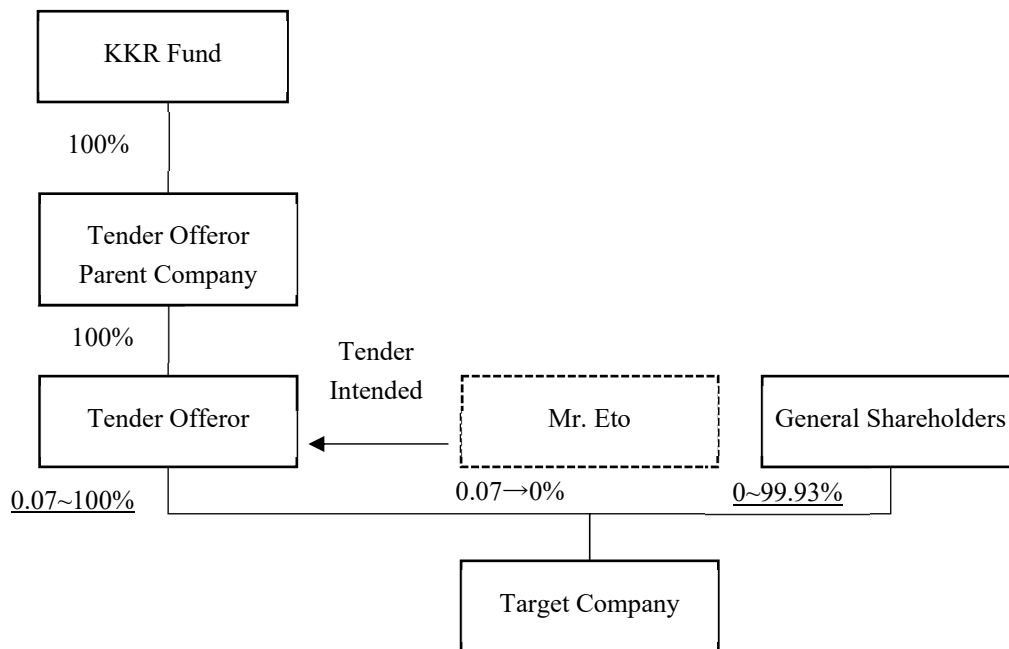 KKR Fund
100%
Tender Offeror
Parent Company
100%
Tender
Intended
Tender Offeror
Mr. Eto
General Shareholders
0.07~100%
0.07→0%
0~99.93%
Target Company